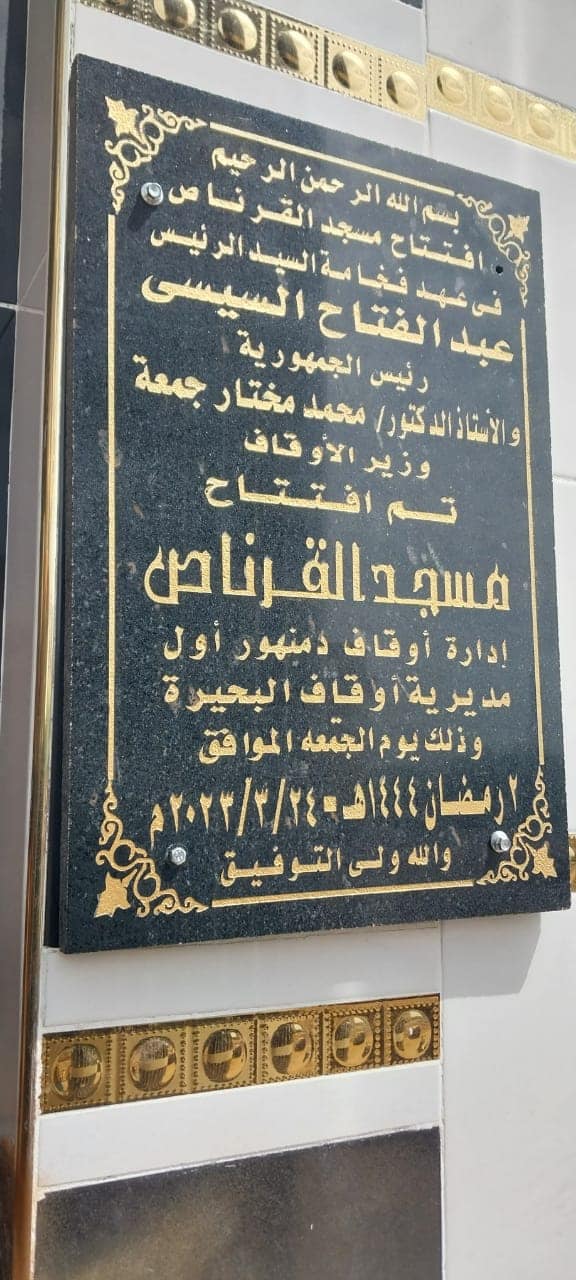 بسم الله الرحمن الرحيم
افتتاح مسجد القرناص
فى عهد فخامة السيد الرئيس
عبد الفتاح السيسى
رئيس الجمهورية
والأستاذ الدكتور/ محمد مختار جمعة
وزير الأوقاف
تم افتتاح
مسجد القرناص
إدارة أوقاف دمنهور أول
مديرية أوقاف البحيرة
وذلك يوم الجمعه الموافق
٢ رمضان ١٤٤٤هـ - ٢٠٢٣/٣/٢٤م
والله ولى التوفيق